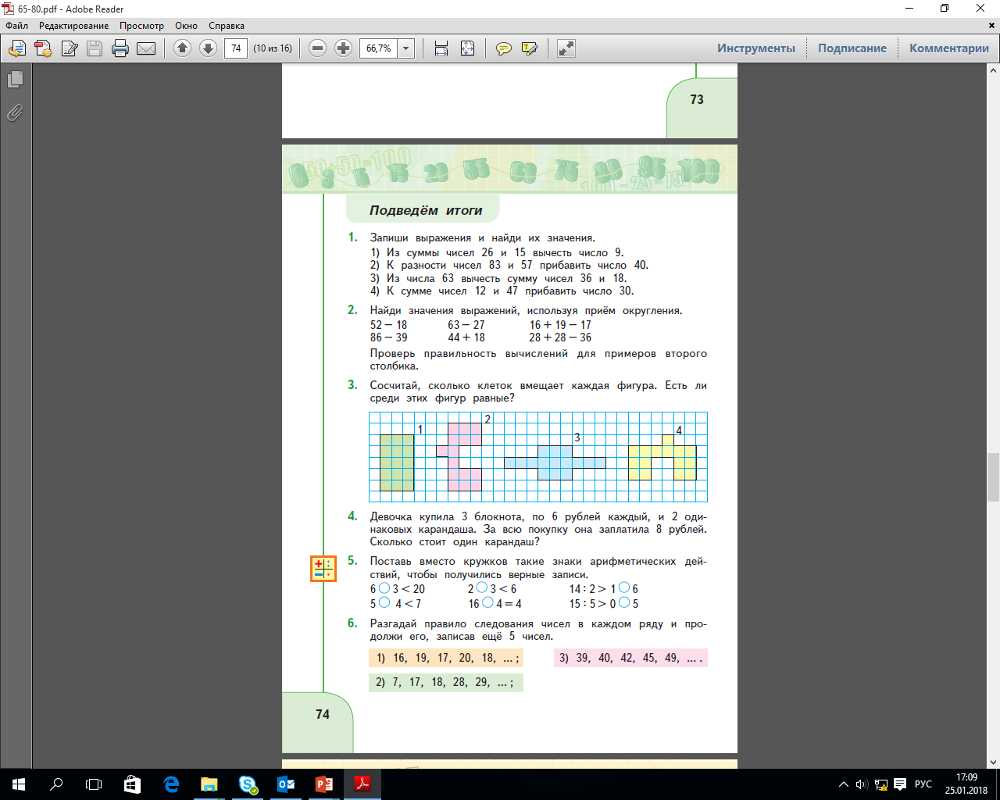 65-80.pdf - Adobe Reader
Файл Редактирование Просмотр Окно Справка
74 (10 из 16) 66,7% Инструменты Подписание Комментарии
73
50+50=100
0 3 5 15 20 55 60 75 80 95 100
100 - 25=75
Подведём итоги
1. Запиши выражения и найди их значения.
1) Из суммы чисел 26 и 15 вычесть число 9.
2) К разности чисел 83 и 57 прибавить число 40.
3) Из числа 63 вычесть сумму чисел 36 и 18.
4) К сумме чисел 12 и 47 прибавить число 30.
2. Найди значения выражений, используя приём округления.
52 − 18 63 − 27 16 + 19 − 17
86 − 39 44 + 18 28 + 28 − 36
Проверь правильность вычислений для примеров второго
столбика.
3. Сосчитай, сколько клеток вмещает каждая фигура. Есть ли
среди этих фигур равные?
1 2 3 4
4. Девочка купила 3 блокнота, по 6 рублей каждый, и 2 оди-
наковых карандаша. За всю покупку она заплатила 8 рублей.
Сколько стоит один карандаш?
5. Поставь вместо кружков такие знаки арифметических дей-
ствий, чтобы получились верные записи.
6 ○ 3 < 20 2 ○ 3 < 6 14 : 2 > 1 ○ 6
5 ○ 4 < 7 16 ○ 4 = 4 15 : 5 > 0 ○ 5
6. Разгадай правило следования чисел в каждом ряду и про-
должи его, записав ещё 5 чисел.
1) 16, 19, 17, 20, 18, ... ; 3) 39, 40, 42, 45, 49, ... .
2) 7, 17, 18, 28, 29, ... ;
74
РУС 17:09
25.01.2018